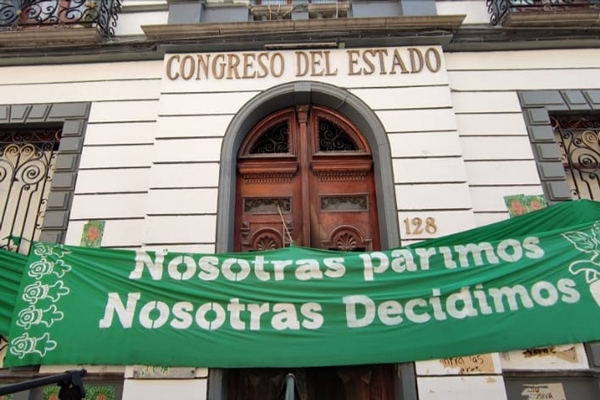 CONGRESO DEL ESTADO
128
Nosotras parimos
Nosotras Decidimos